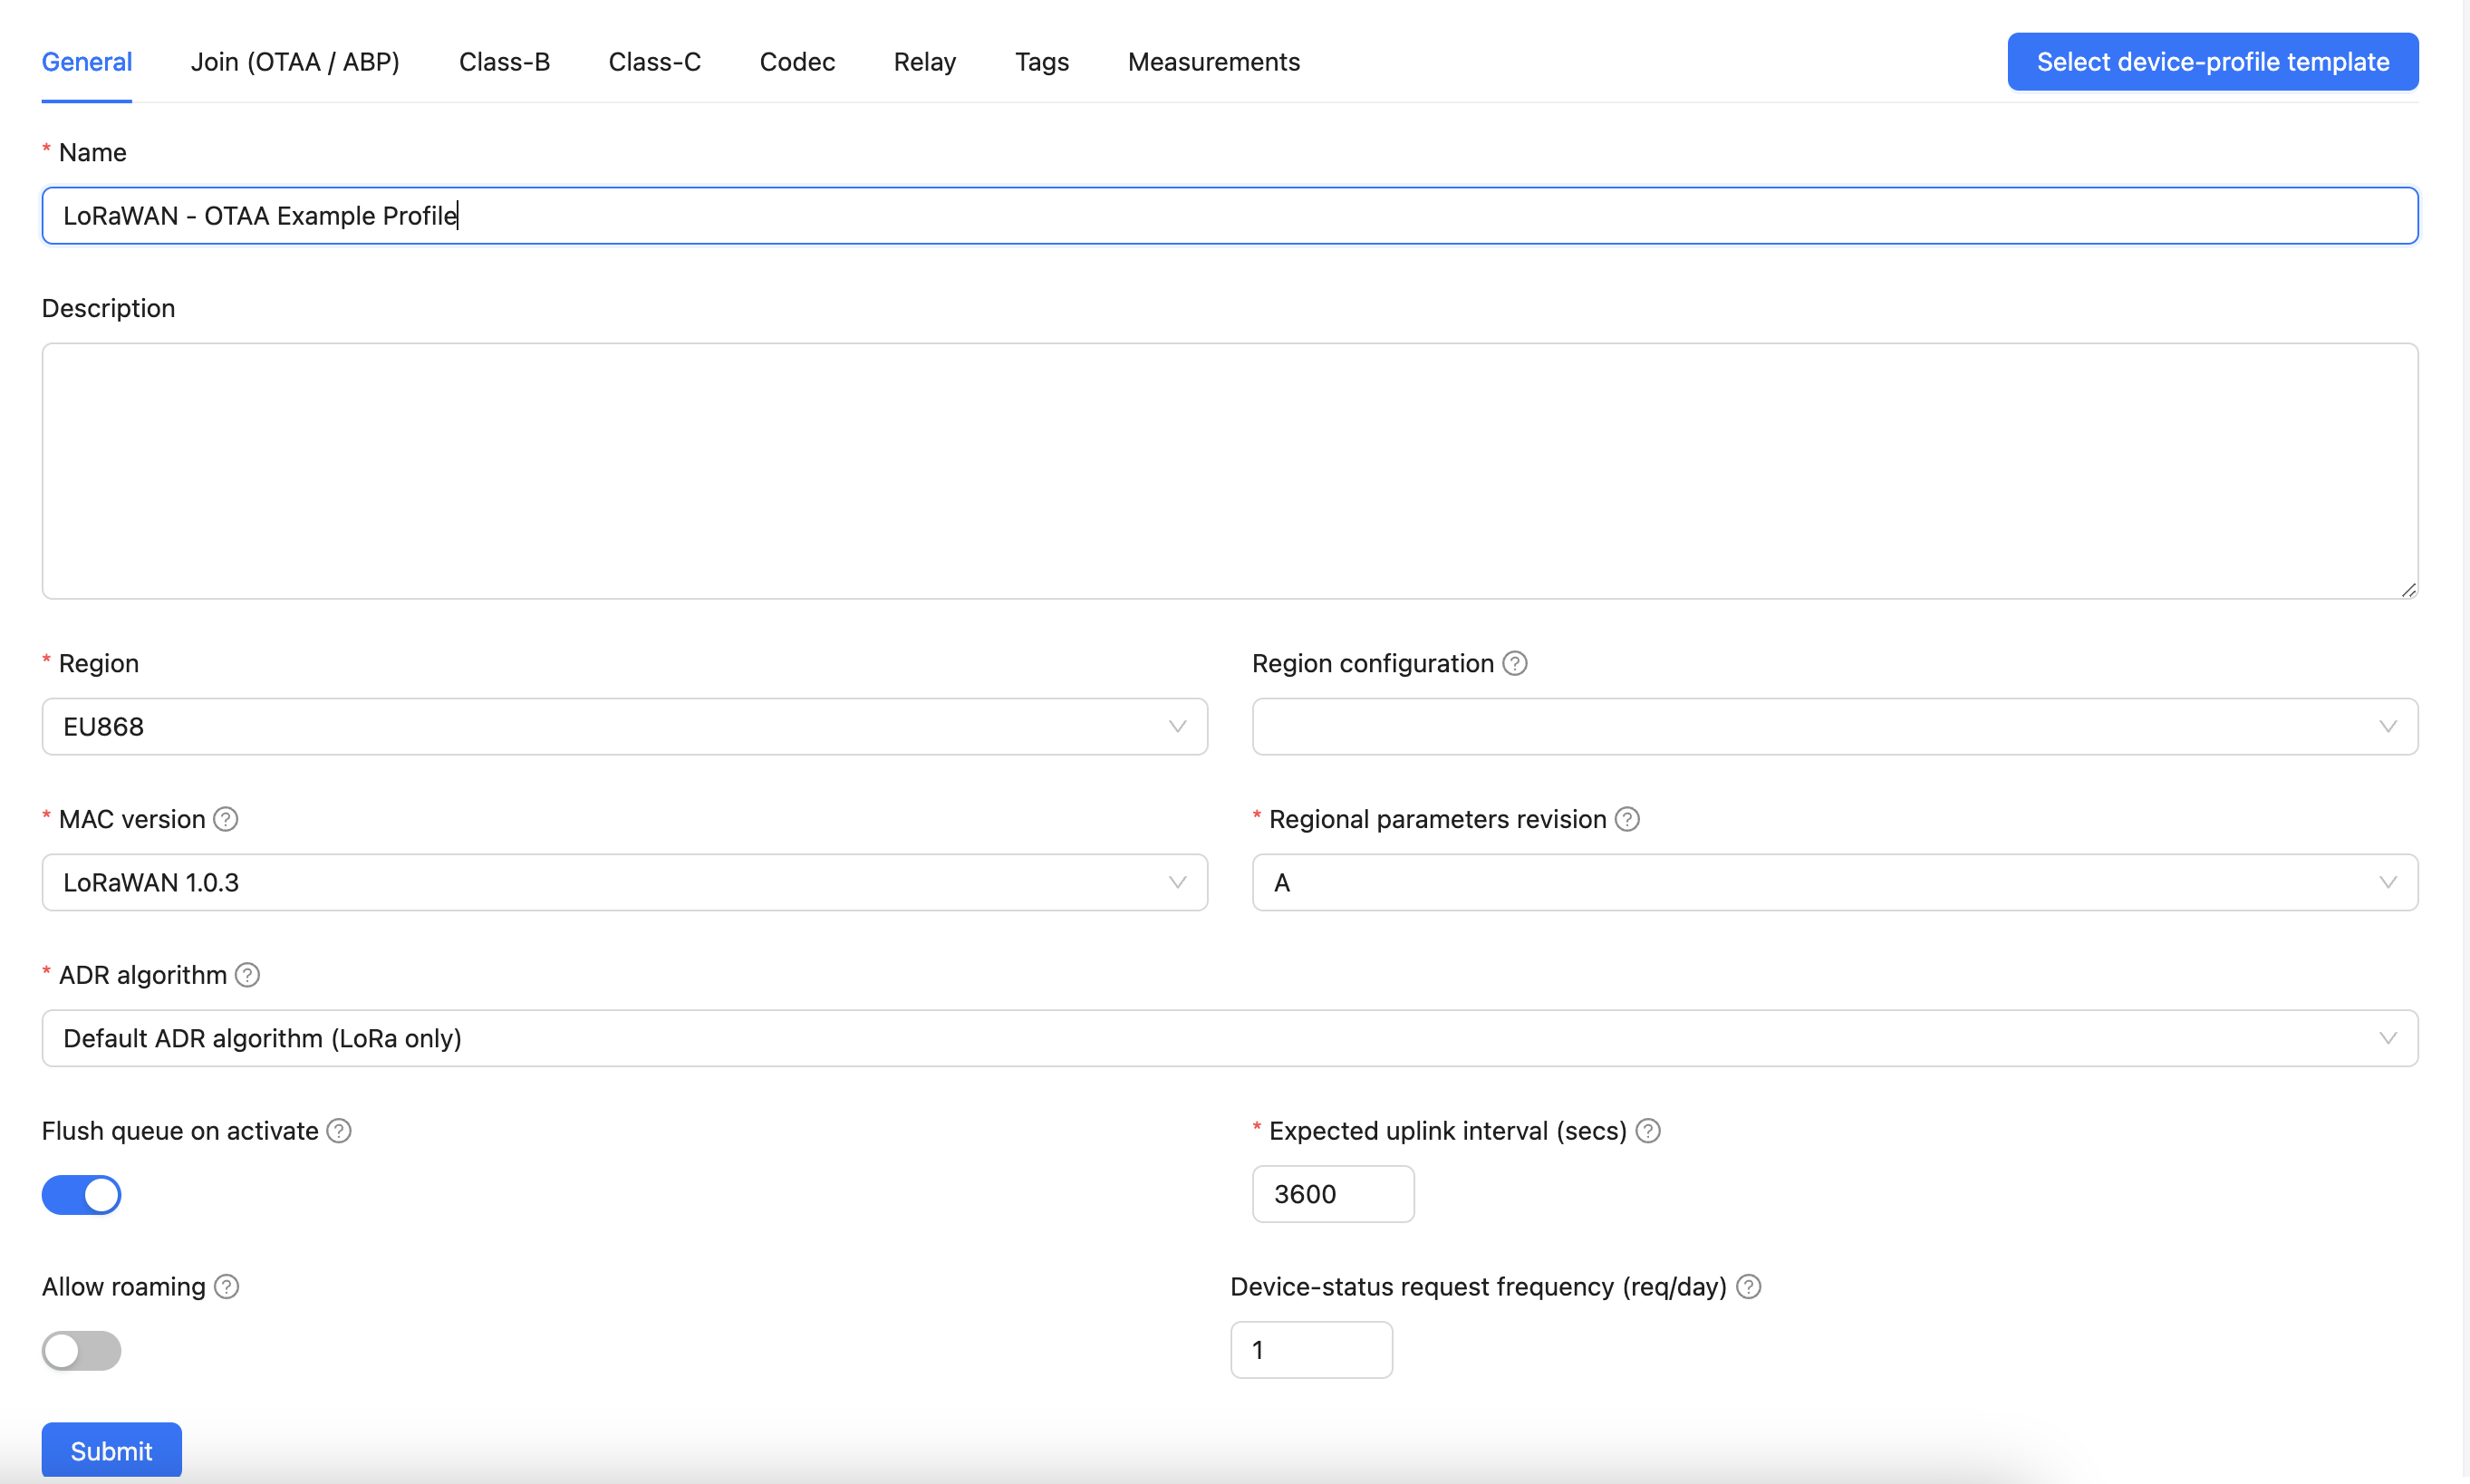 General Join (OTAA / ABP) Class-B Class-C Codec Relay Tags Measurements Select device-profile template
* Name
LoRaWAN - OTAA Example Profile
Description
* Region Region configuration ?
EU868
* MAC version ? * Regional parameters revision ?
LoRaWAN 1.0.3 A
* ADR algorithm ?
Default ADR algorithm (LoRa only)
Flush queue on activate ? * Expected uplink interval (secs) ?
3600
Allow roaming ? Device-status request frequency (req/day) ?
1
Submit